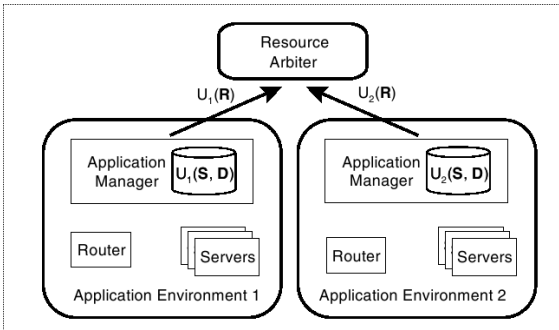 Resource
Arbiter
U1(R)
U2(R)
Application
Manager
U1(S, D)
Application
Manager
U2(S, D)
Router
Servers
Router
Servers
Application Environment 1
Application Environment 2